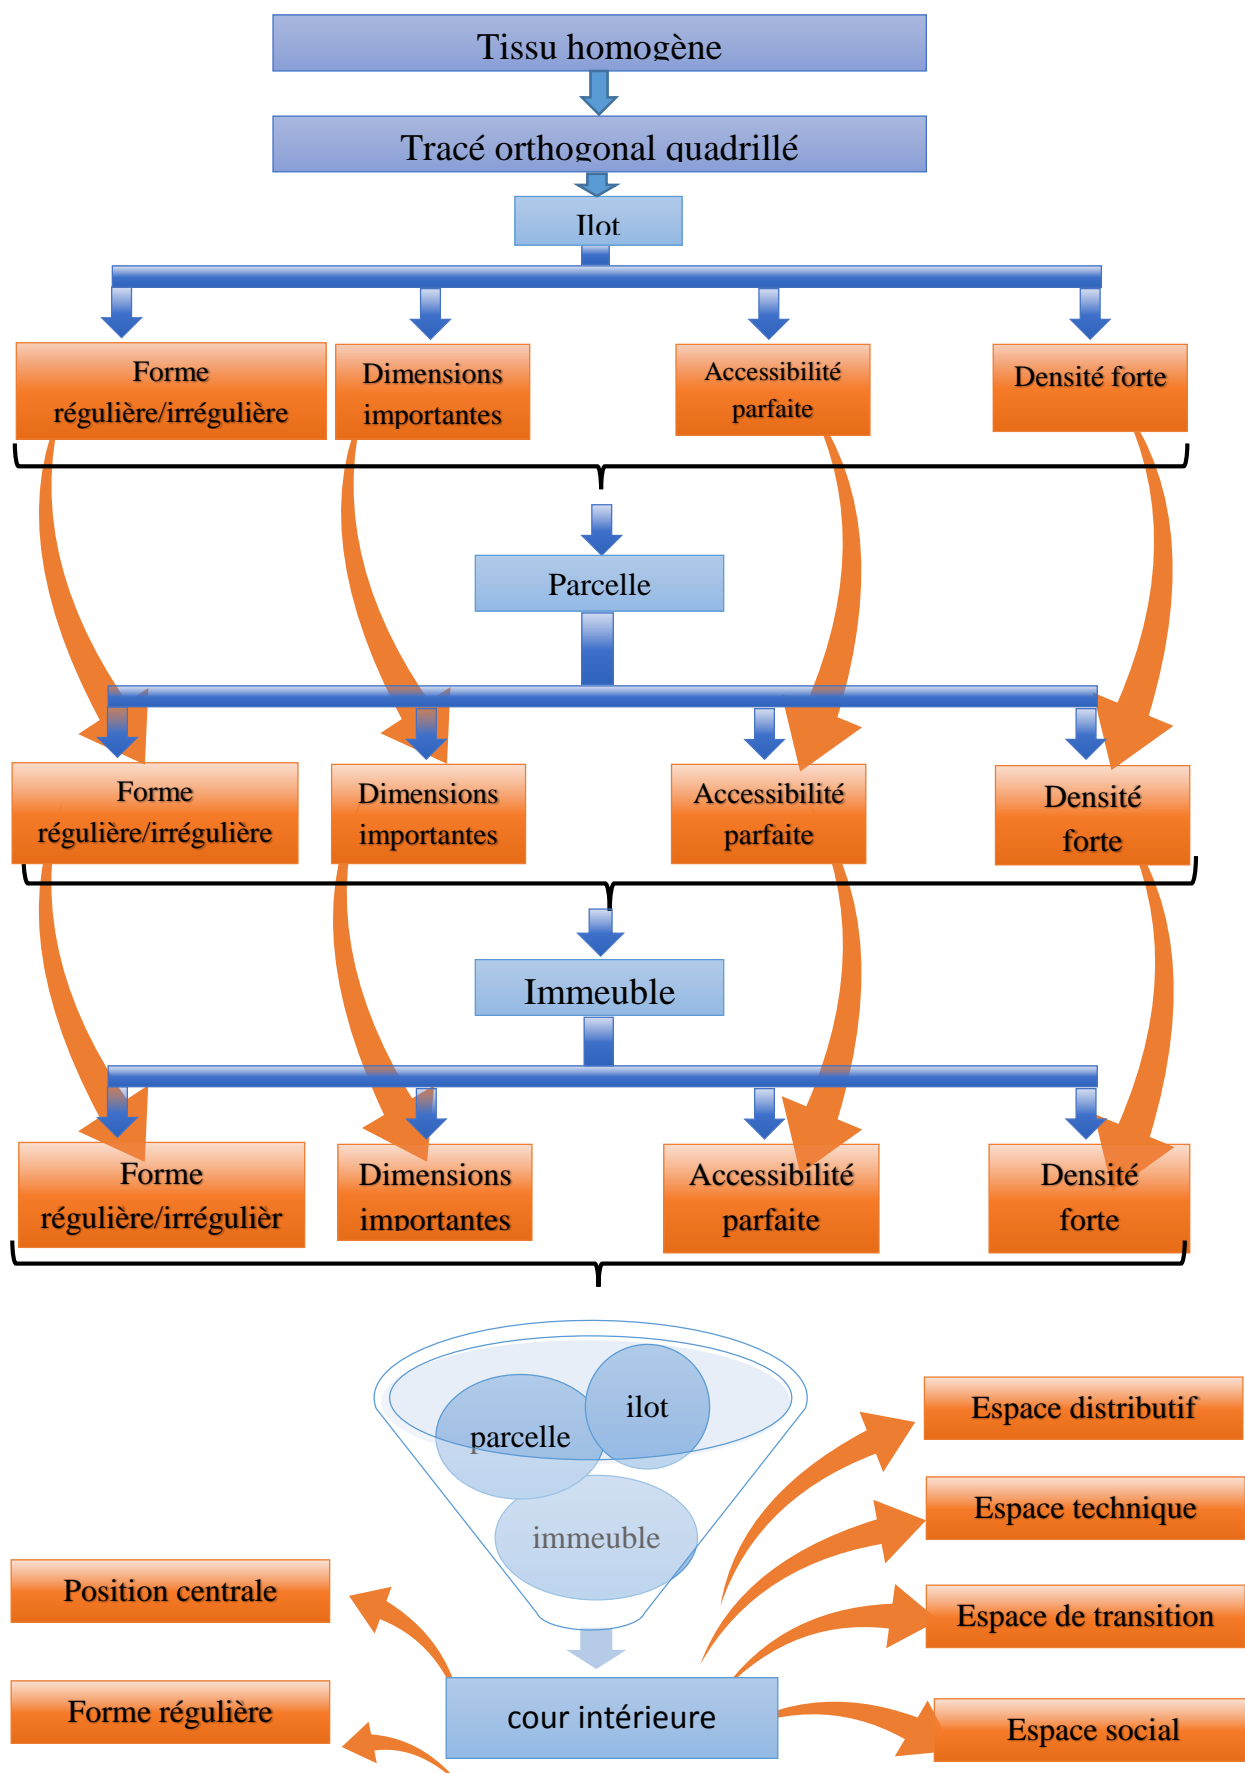 Tissu homogène
Tracé orthogonal quadrillé
Ilot
Forme
régulière/irrégulière
Dimensions
importantes
Accessibilité
parfaite
Densité forte
Parcelle
Forme
régulière/irrégulière
Dimensions
importantes
Accessibilité
parfaite
Densité
forte
Immeuble
Forme
régulière/irrégulièr
Dimensions
importantes
Accessibilité
parfaite
Densité
forte
ilot
parcelle
immeuble
Espace distributif
Espace technique
Position centrale
Espace de transition
Forme régulière
cour intérieure
Espace social